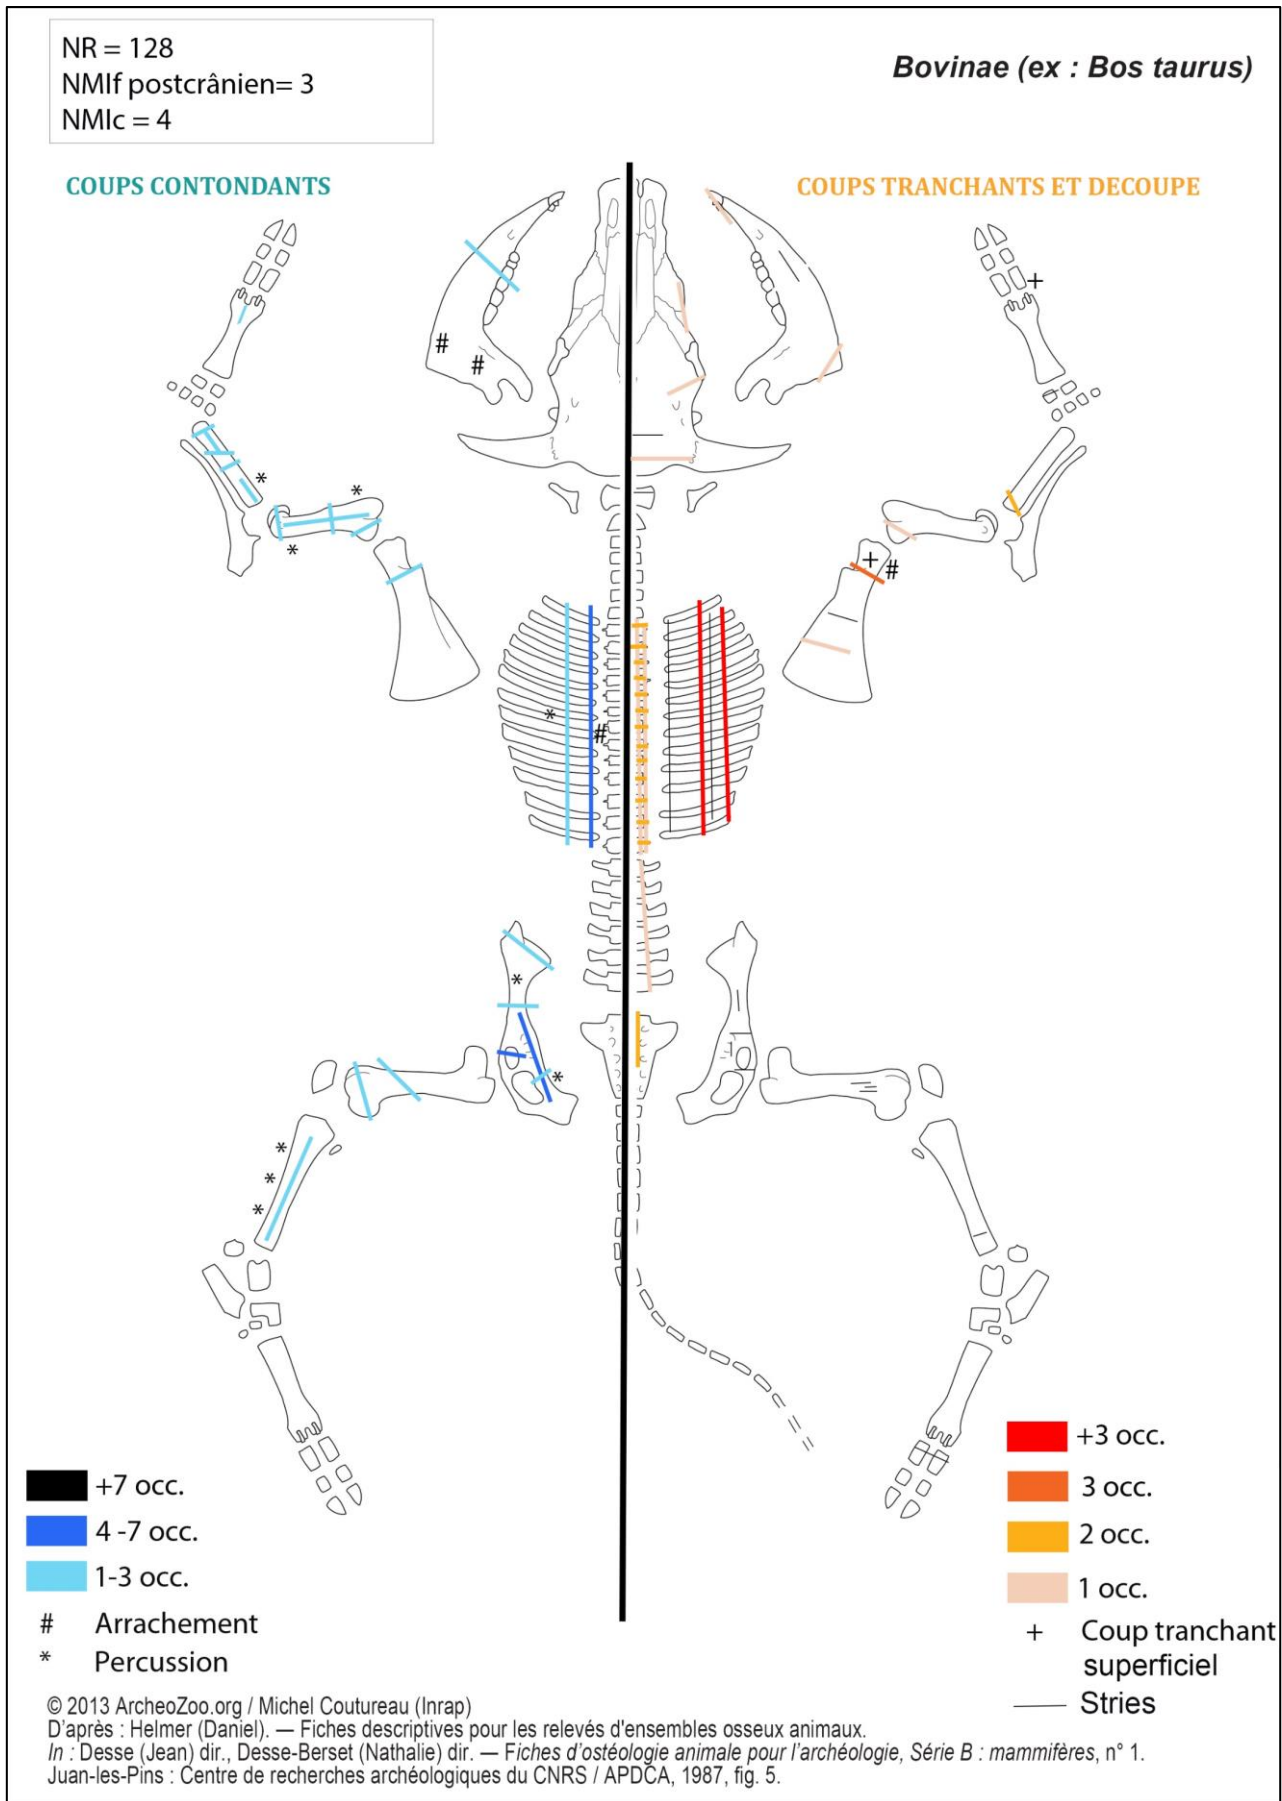 NR = 128
NMIf postcrânien= 3
NMIc = 4
Bovinae (ex : Bos taurus)
COUPS CONTONDANTS
COUPS TRANCHANTS ET DECOUPE
+7 occ.
4 -7 occ.
1-3 occ.
# Arrachement
* Percussion
+3 occ.
3 occ.
2 occ.
1 occ.
+ Coup tranchant
superficiel
Stries
© 2013 ArcheoZoo.org / Michel Coutureau (Inrap)
D'après : Helmer (Daniel). — Fiches descriptives pour les relevés d'ensembles osseux animaux.
In : Desse (Jean) dir., Desse-Berset (Nathalie) dir. — Fiches d'ostéologie animale pour l'archéologie, Série B : mammifères, n° 1.
Juan-les-Pins : Centre de recherches archéologiques du CNRS / APDCA, 1987, fig. 5.